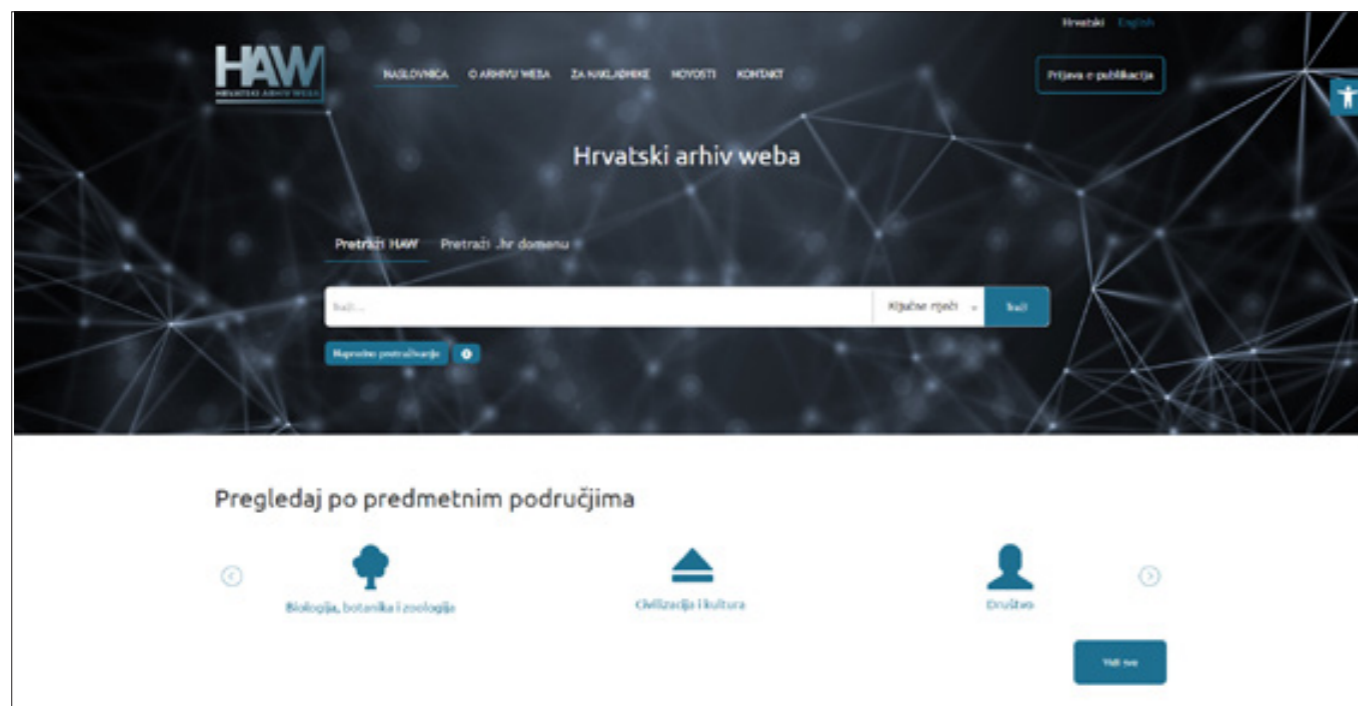 Hrvatski English
HAW
HRVATSKI ARHIV WEBA
NASLOVNICA O ARHIVU WEBA ZA NAKLADNIKE NOVOSTI KONTAKT
Prijava e-publikacija
Hrvatski arhiv weba
Pretraži HAW Pretraži .hr domenu
Traži...
Ključne riječi
Traži
Napredno pretraživanje
Pregledaj po predmetnim područjima
Biologija, botanika i zoologija
Civilizacija i kultura
Društvo
Vidi sve